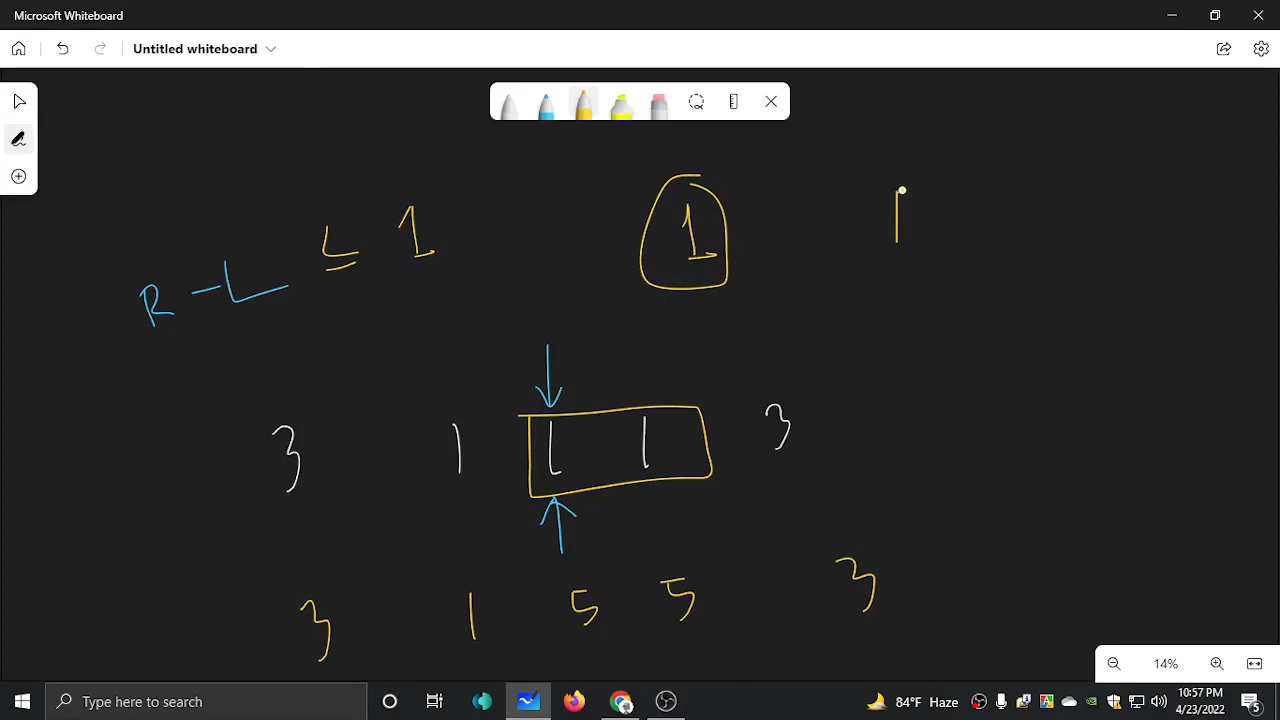 Microsoft Whiteboard
Untitled whiteboard
≤ 1
1
R - L
3 1 1 1 3
3 1 5 5 3
14%
Type here to search
84°F Haze
10:57 PM
4/23/2022
5